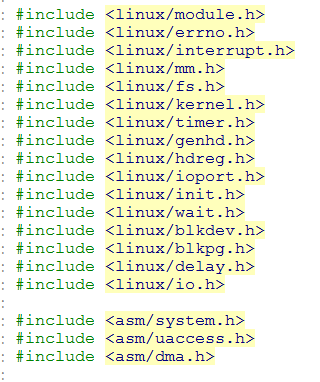 : #include <linux/module.h>
: #include <linux/errno.h>
: #include <linux/interrupt.h>
: #include <linux/mm.h>
: #include <linux/fs.h>
: #include <linux/kernel.h>
: #include <linux/timer.h>
: #include <linux/genhd.h>
: #include <linux/hdreg.h>
: #include <linux/ioport.h>
: #include <linux/init.h>
: #include <linux/wait.h>
: #include <linux/blkdev.h>
: #include <linux/blkpg.h>
: #include <linux/delay.h>
: #include <linux/io.h>
:
: #include <asm/system.h>
: #include <asm/uaccess.h>
: #include <asm/dma.h>
: